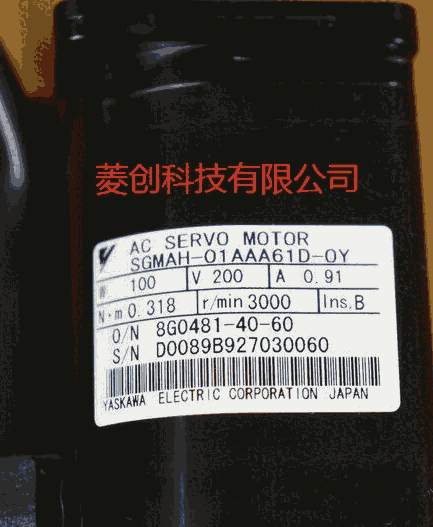 菱创科技有限公司
AC SERVO MOTOR
SGMAH-01AAA61D-0Y
W 100 V 200 A 0.91
N·m 0.318 r/min 3000 Ins.B
O/N 8G0481-40-60
S/N D0089B927030060
YASKAWA ELECTRIC CORPORATION JAPAN